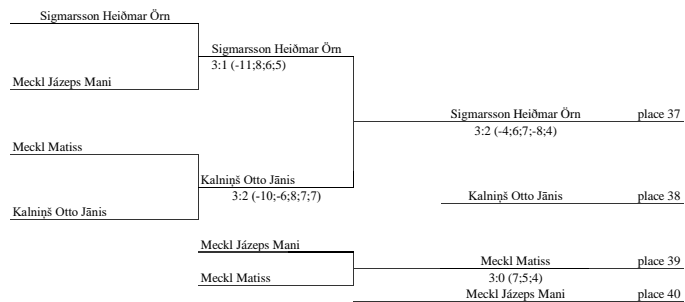 Sigmarsson Heiðmar Örn
Sigmarsson Heiðmar Örn
3:1 (-11;8;6;5)
Meckl Jázeps Mani
Sigmarsson Heiðmar Örn place 37
3:2 (-4;6;7;-8;4)
Meckl Matiss
Kalniņš Otto Jānis
3:2 (-10;-6;8;7;7)
Kalniņš Otto Jānis place 38
Kalniņš Otto Jānis
Meckl Jázeps Mani
Meckl Matiss place 39
Meckl Matiss
3:0 (7;5;4)
Meckl Jázeps Mani place 40